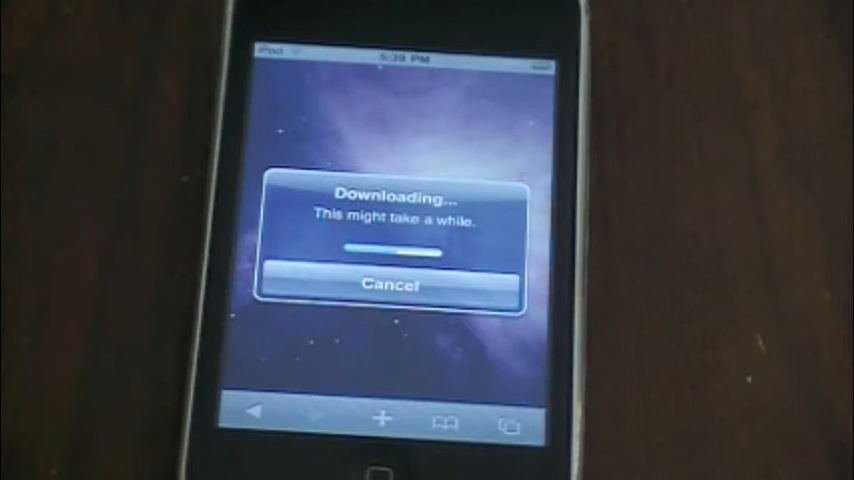 iPod
5:39 PM
Downloading...
This might take a while.
Cancel